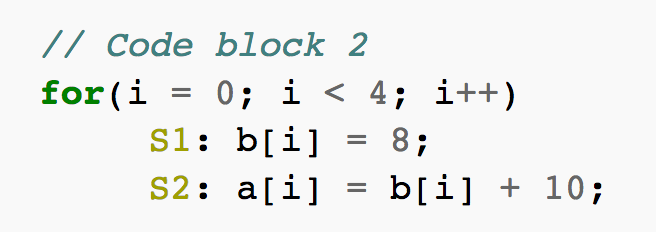 // Code block 2
for(i = 0; i < 4; i++)
S1: b[i] = 8;
S2: a[i] = b[i] + 10;